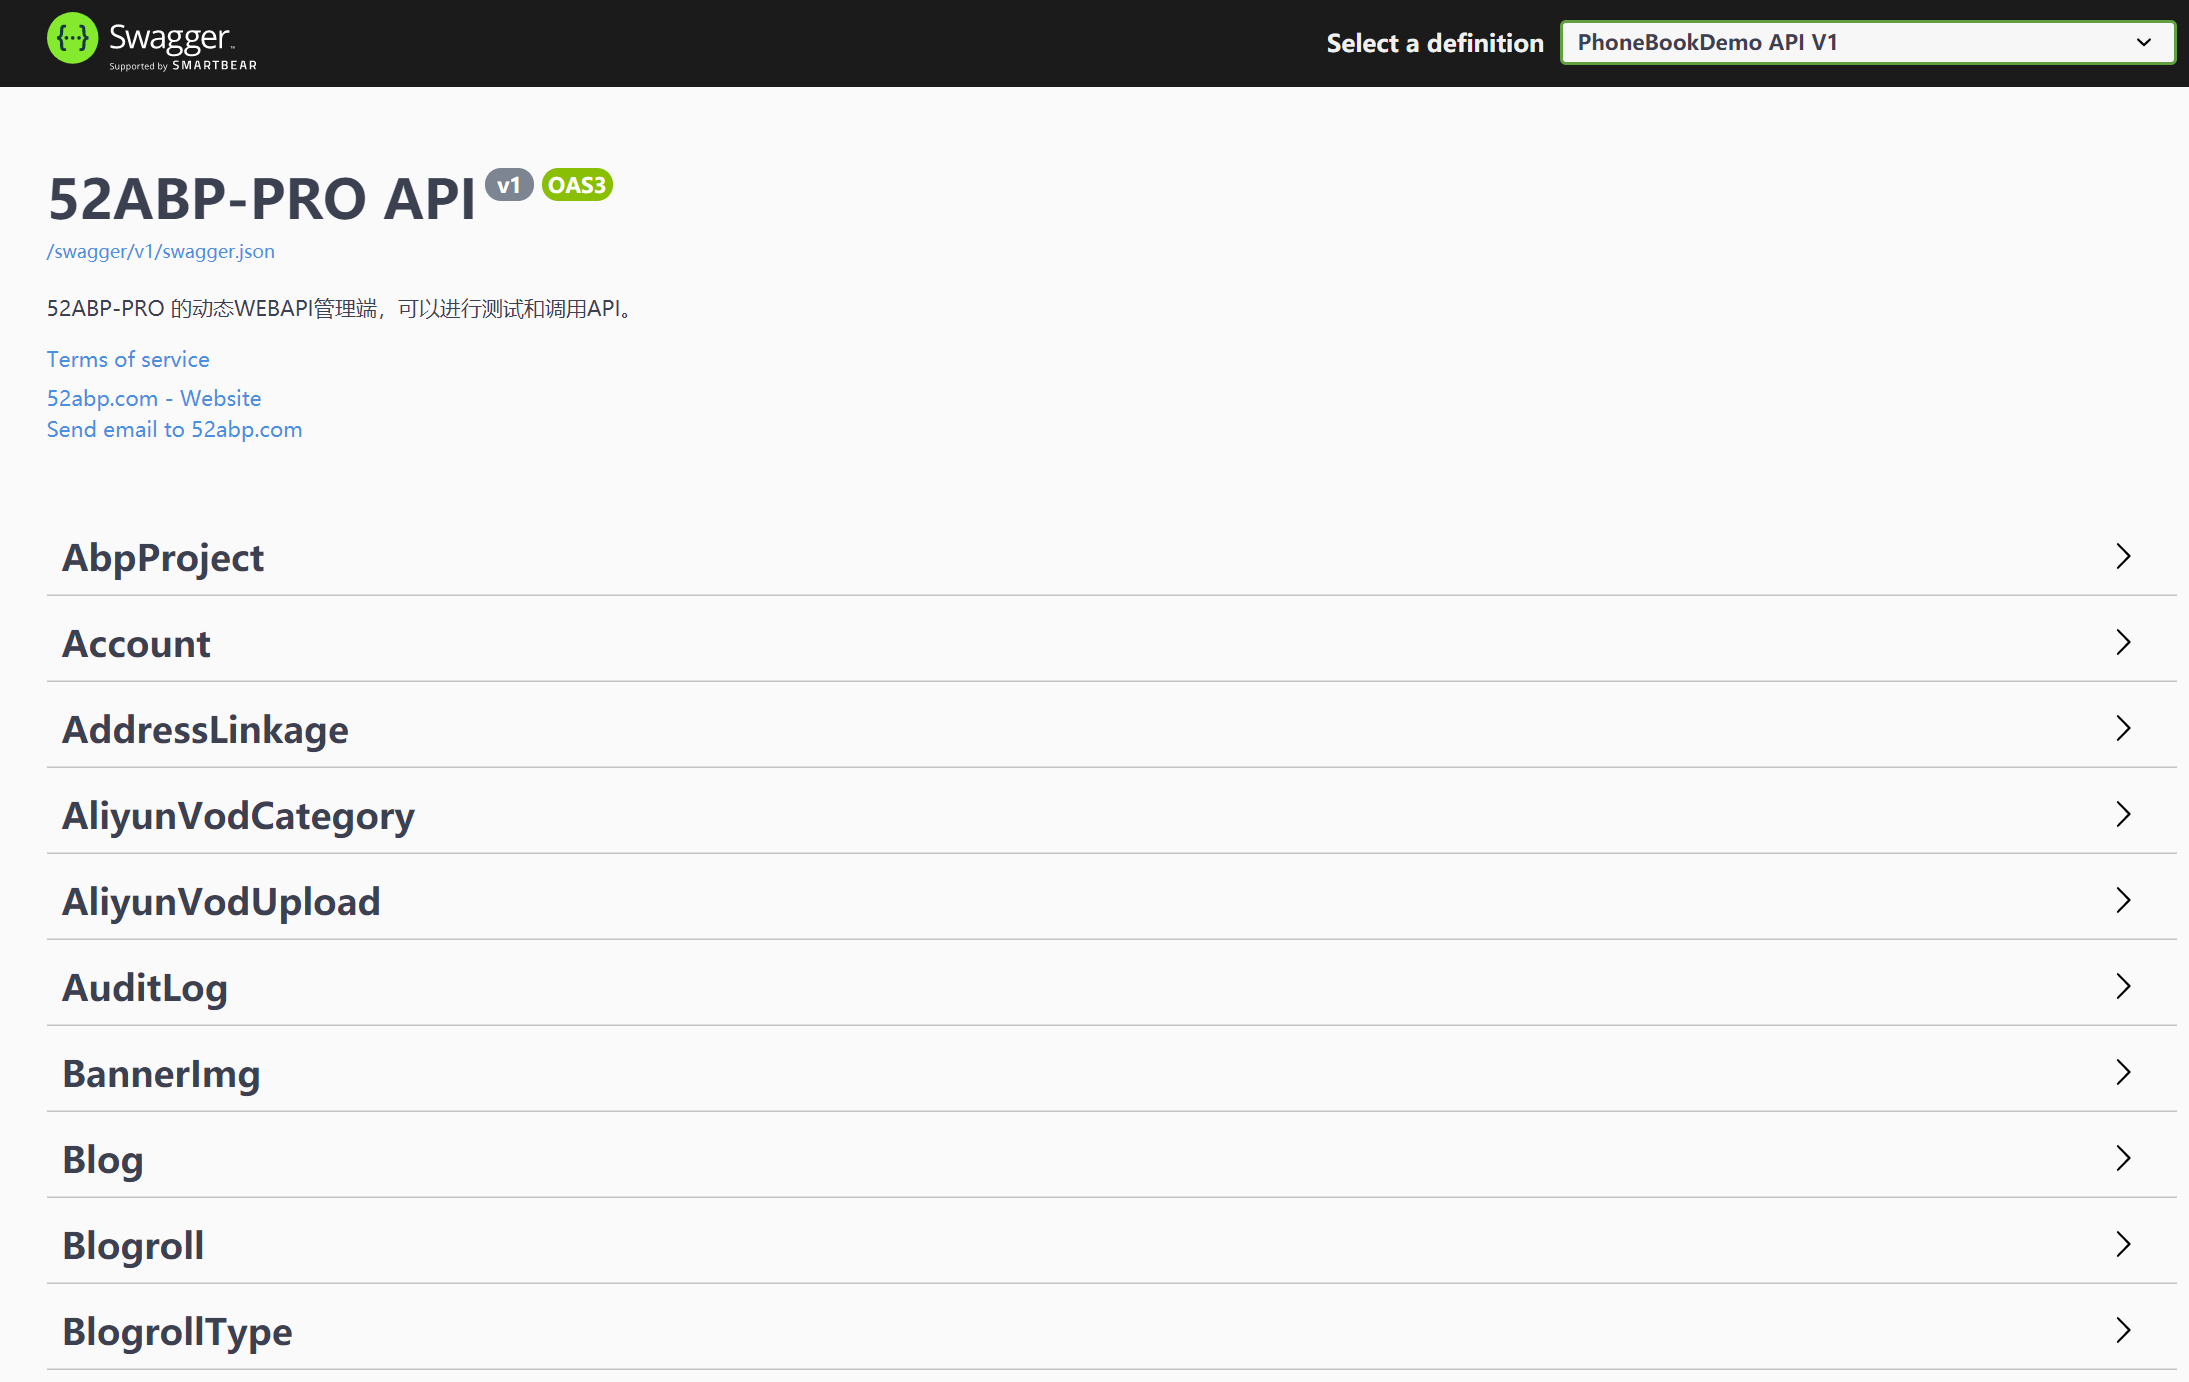 Swagger™
Supported by SMARTBEAR
Select a definition
PhoneBookDemo API V1
52ABP-PRO API v1 OAS3
/swagger/v1/swagger.json
52ABP-PRO 的动态WEBAPI管理端，可以进行测试和调用API。
Terms of service
52abp.com - Website
Send email to 52abp.com
AbpProject
Account
AddressLinkage
AliyunVodCategory
AliyunVodUpload
AuditLog
BannerImg
Blog
Blogroll
BlogrollType